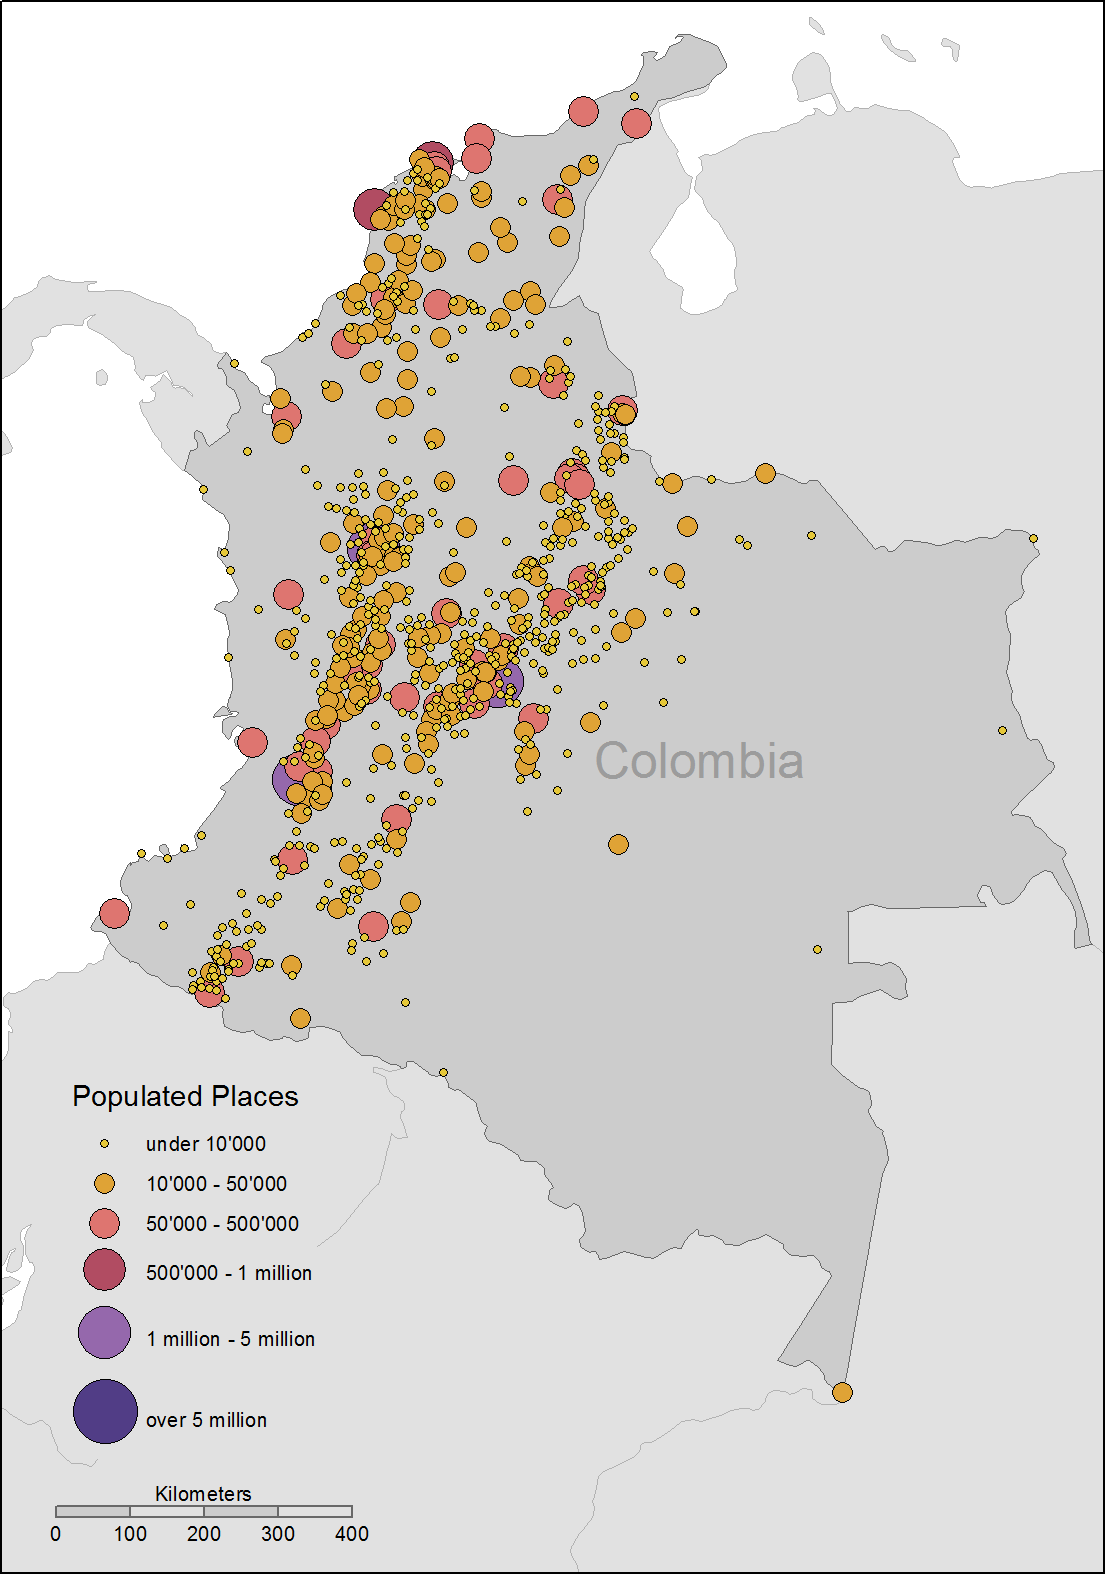 Colombia
Populated Places
under 10'000
10'000 - 50'000
50'000 - 500'000
500'000 - 1 million
1 million - 5 million
over 5 million
Kilometers
0 100 200 300 400